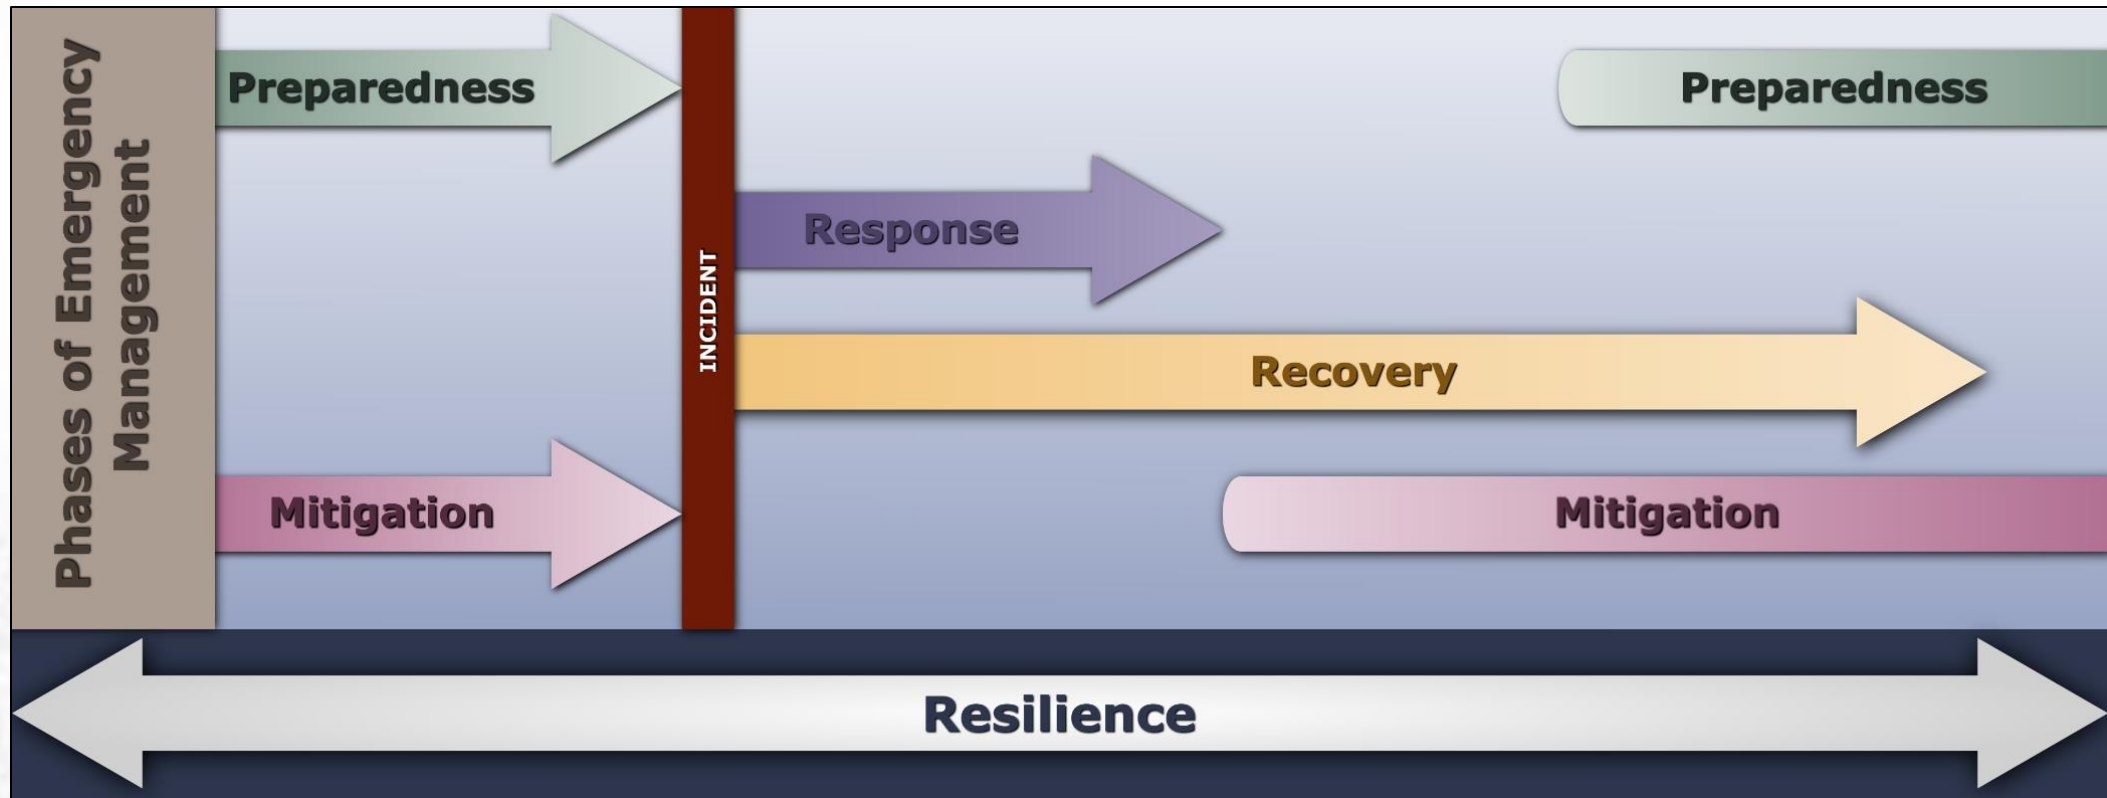 Phases of Emergency
Management
Preparedness
Preparedness
Response
INCIDENT
Recovery
Mitigation
Mitigation
Resilience